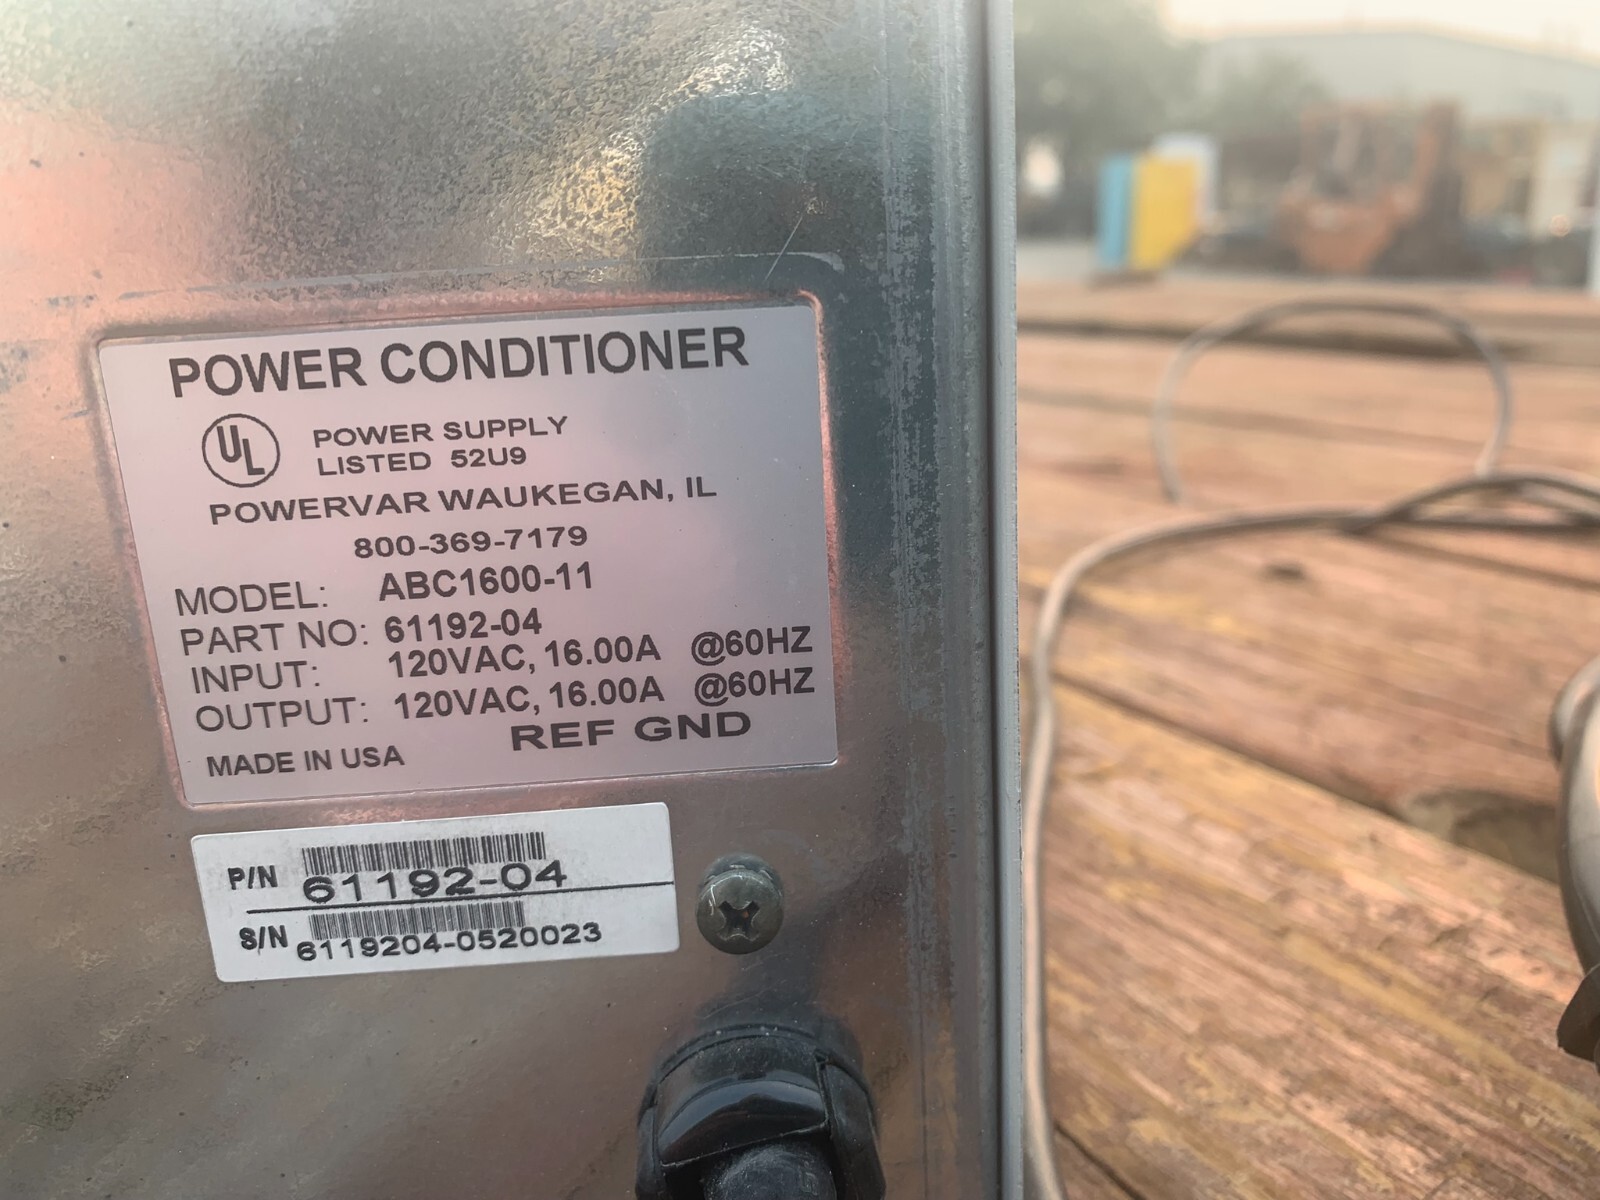 POWER CONDITIONER
UL
POWER SUPPLY
LISTED 52U9
POWERVAR WAUKEGAN, IL
800-369-7179
MODEL: ABC1600-11
PART NO: 61192-04
INPUT: 120VAC, 16.00A @60HZ
OUTPUT: 120VAC, 16.00A @60HZ
REF GND
MADE IN USA
P/N 61192-04
S/N 6119204-0520023